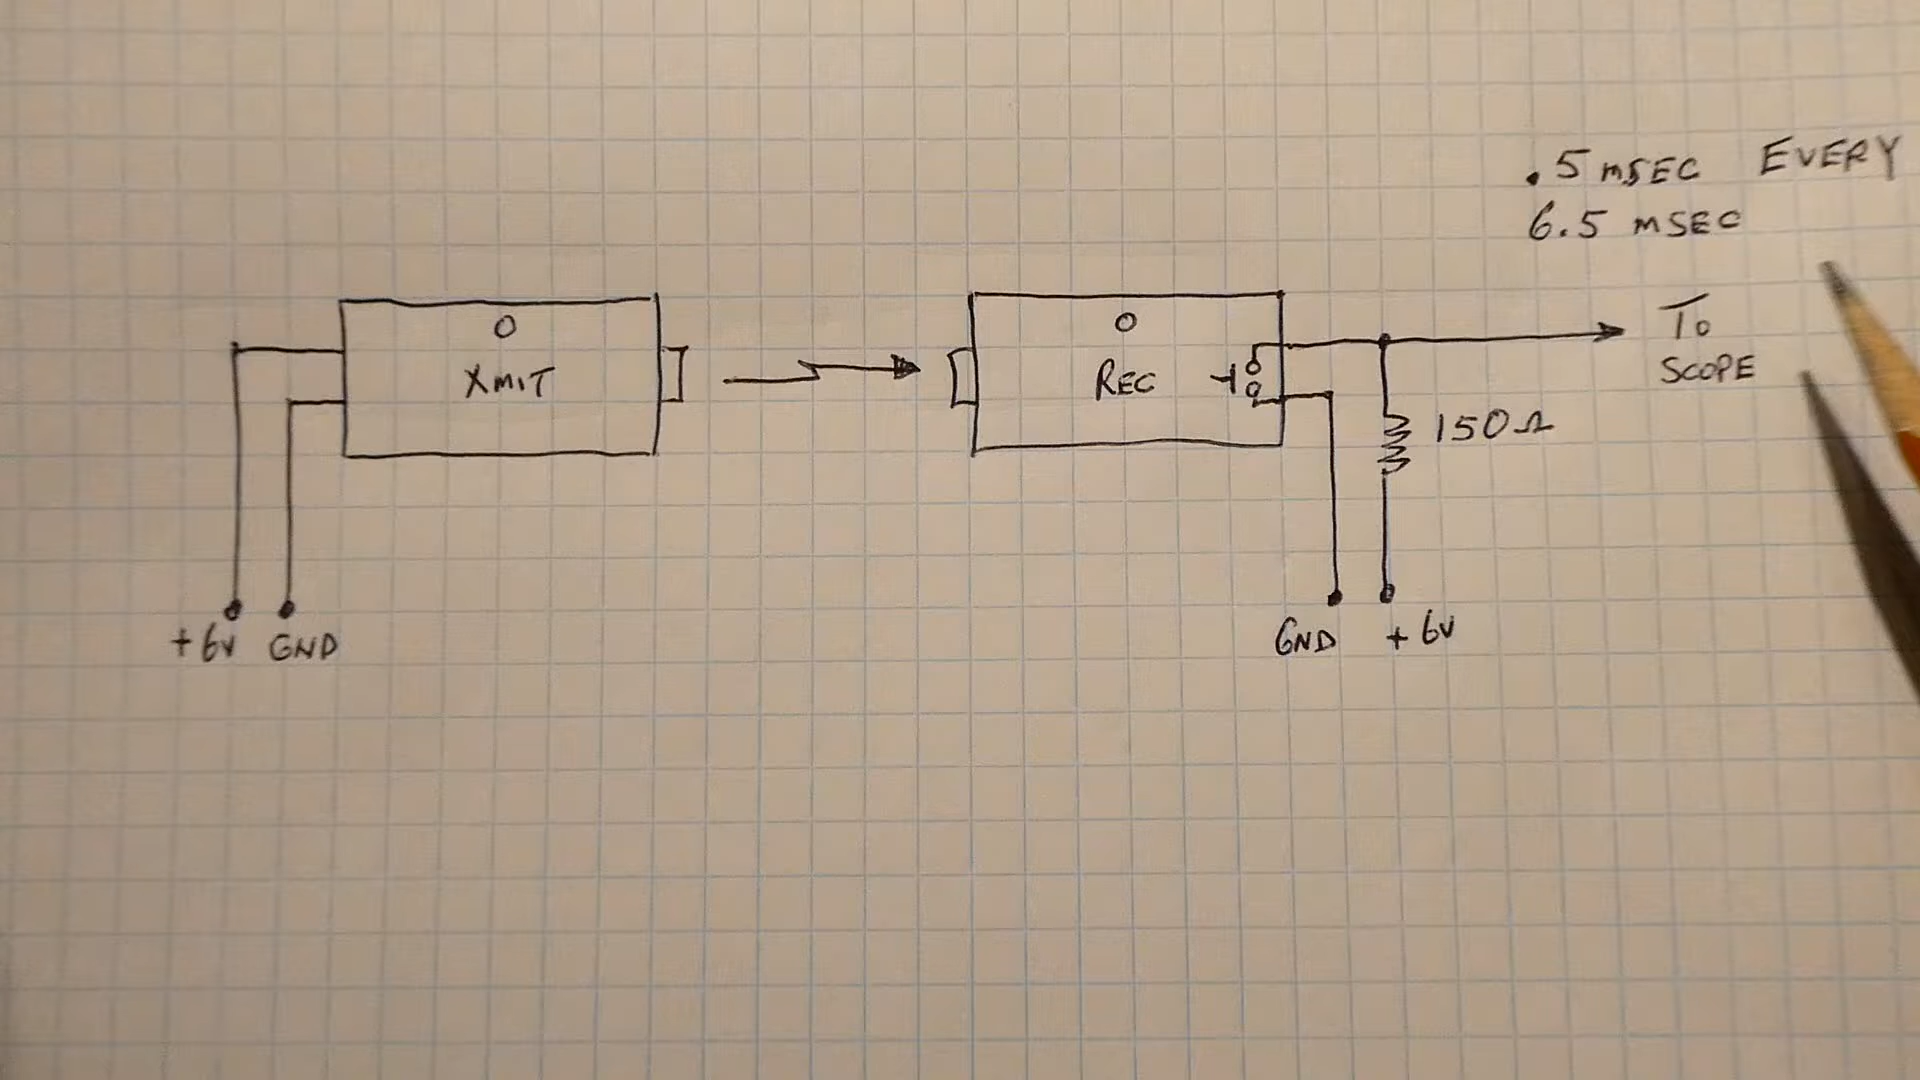 .5 mSEC EVERY
6.5 mSEC
XMIT
REC
To
SCOPE
150Ω
+6V GND
GND +6V